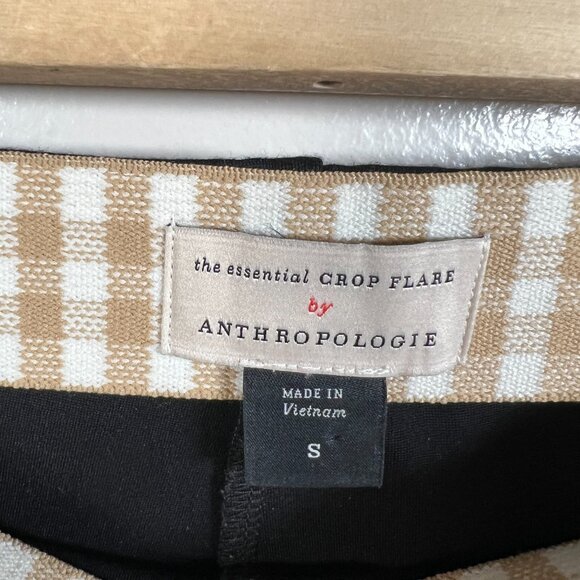 the essential CROP FLARE
by
ANTHROPOLOGIE
MADE IN
Vietnam
S